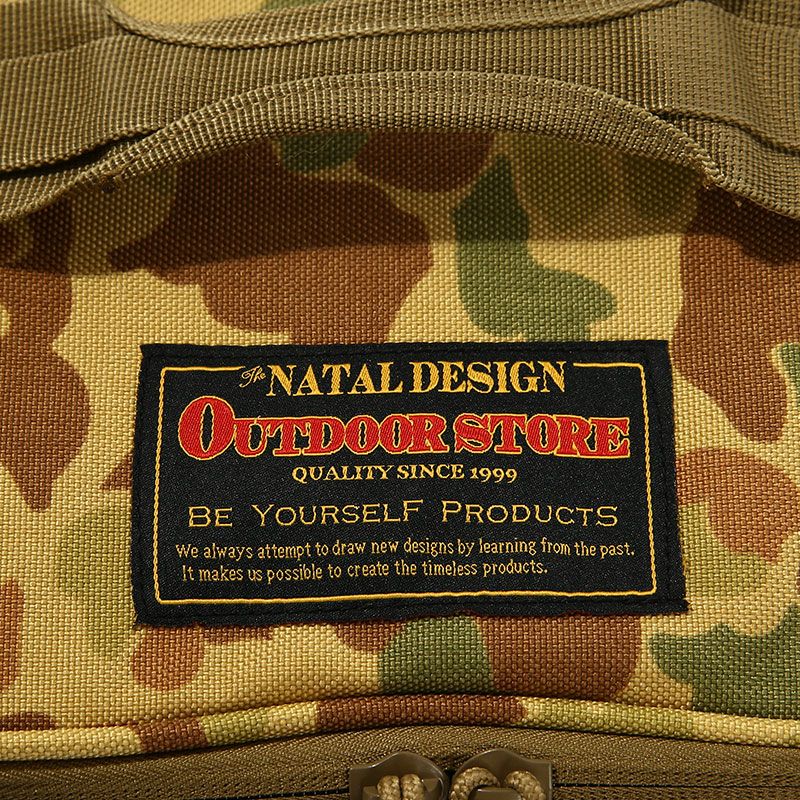 The NATAL DESIGN
OUTDOOR STORE
QUALITY SINCE 1999
BE YOURSELF PRODUCTS
We always attempt to draw new designs by learning from the past.
It makes us possible to create the timeless products.